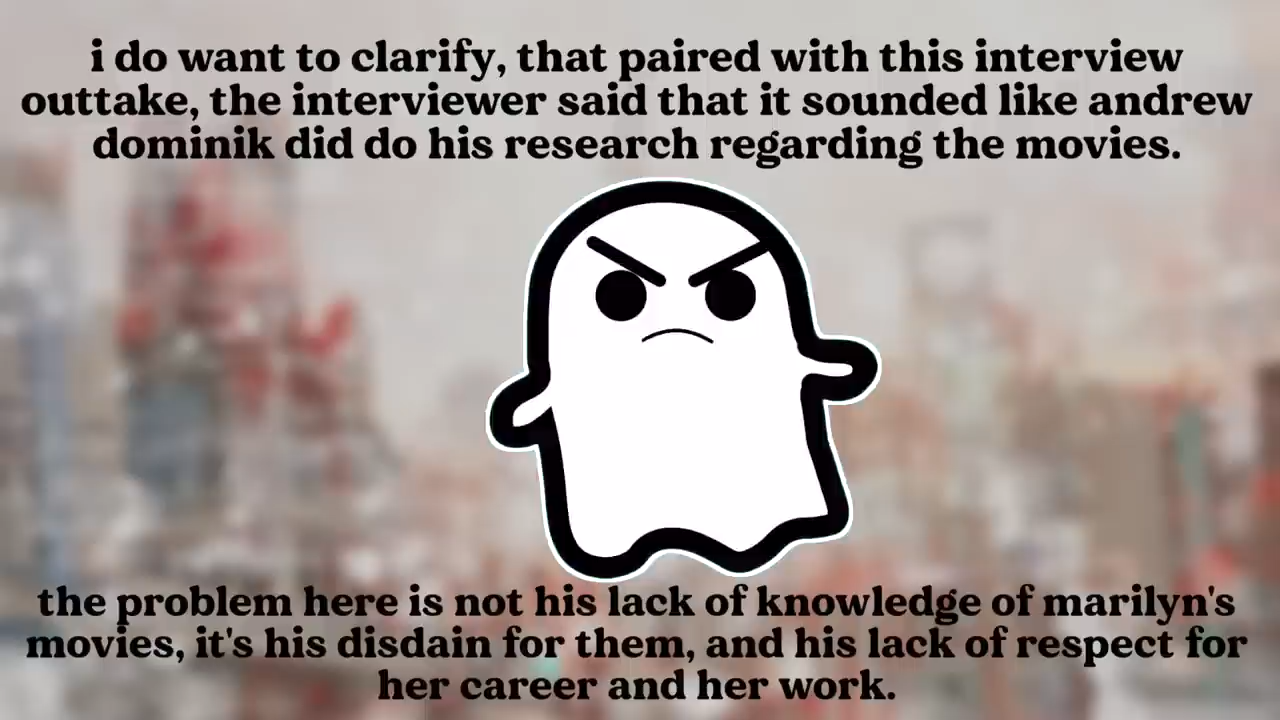 i do want to clarify, that paired with this interview
outtake, the interviewer said that it sounded like andrew
dominik did do his research regarding the movies.
the problem here is not his lack of knowledge of marilyn's
movies, it's his disdain for them, and his lack of respect for
her career and her work.